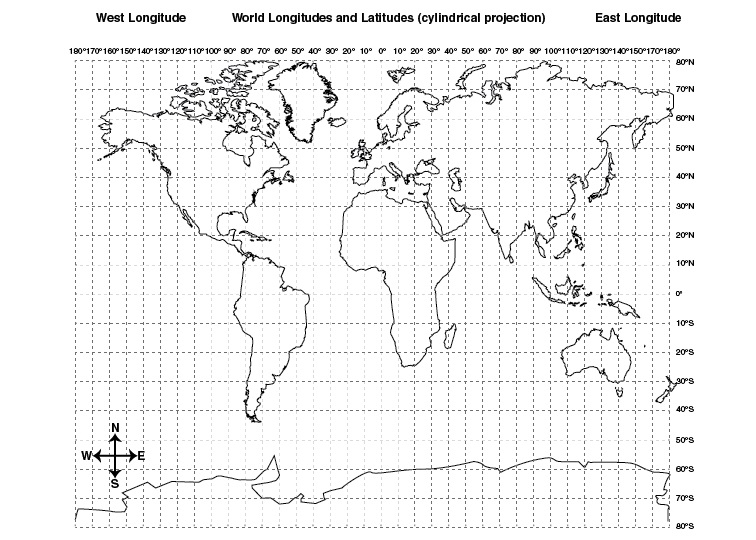 West Longitude World Longitudes and Latitudes (cylindrical projection) East Longitude
180°170°160°150°140°130°120°110°100°90° 80° 70° 60° 50° 40° 30° 20° 10° 0° 10° 20° 30° 40° 50° 60° 70° 80° 90° 100°110°120°130°140°150°170°180°
80°N
70°N
60°N
50°N
40°N
30°N
20°N
10°N
0°
10°S
20°S
30°S
40°S
N
50°S
W E
60°S
S
70°S
80°S